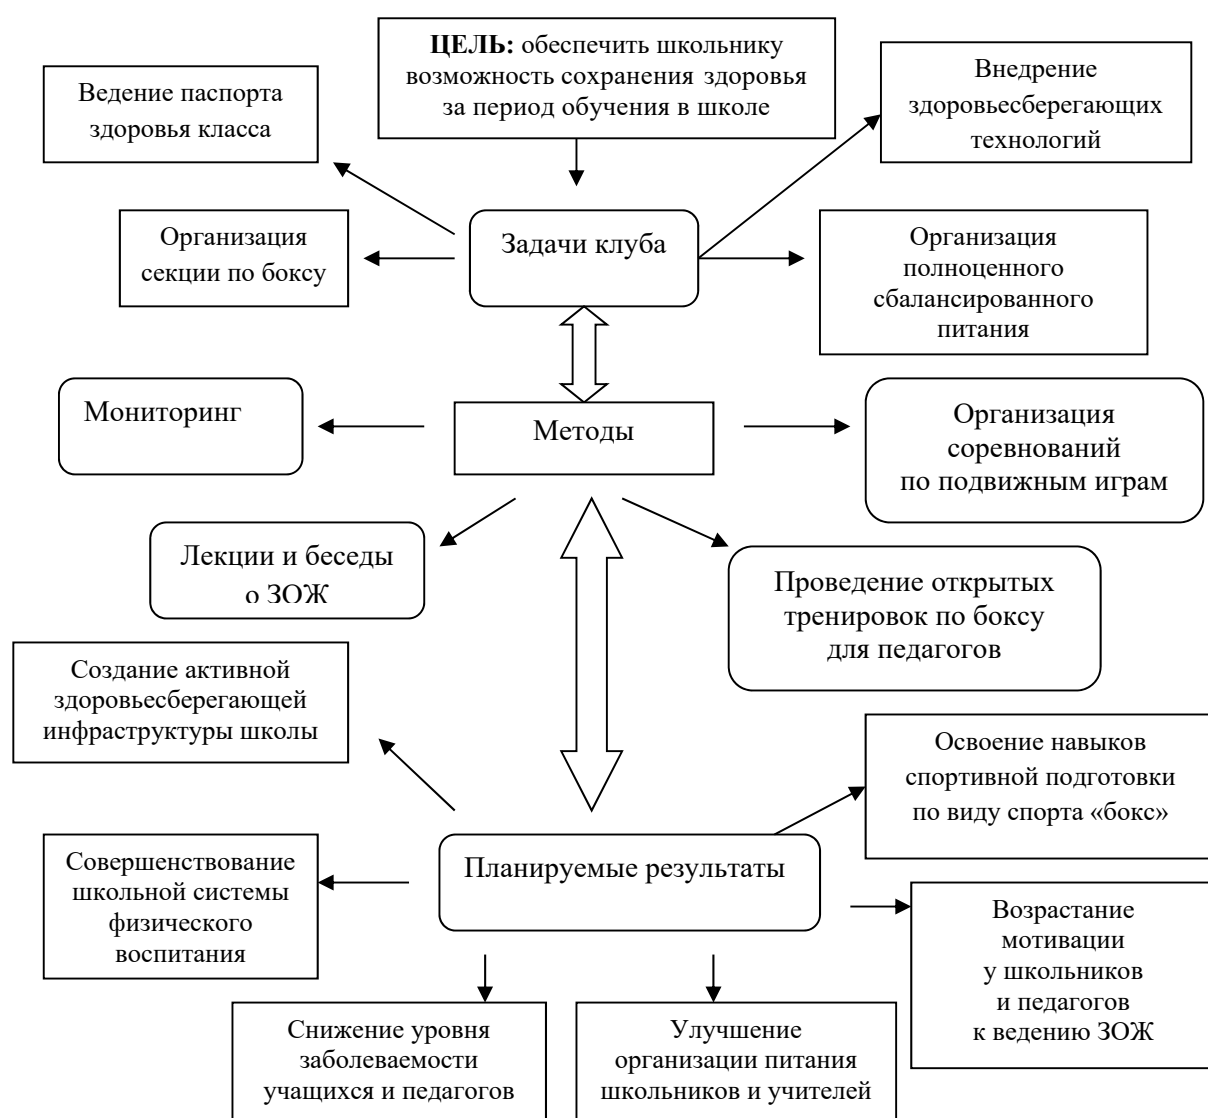 ЦЕЛЬ: обеспечить школьнику
возможность сохранения здоровья
за период обучения в школе
Ведение паспорта
здоровья класса
Внедрение
здоровьесберегающих
технологий
Организация
секции по боксу
Задачи клуба
Организация
полноценного
сбалансированного
питания
Мониторинг
Методы
Организация
соревнований
по подвижным играм
Лекции и беседы
о ЗОЖ
Проведение открытых
тренировок по боксу
для педагогов
Создание активной
здоровьесберегающей
инфраструктуры школы
Освоение навыков
спортивной подготовки
по виду спорта «бокс»
Совершенствование
школьной системы
физического
воспитания
Планируемые результаты
Возрастание
мотивации
у школьников
и педагогов
к ведению ЗОЖ
Снижение уровня
заболеваемости
учащихся и педагогов
Улучшение
организации питания
школьников и учителей